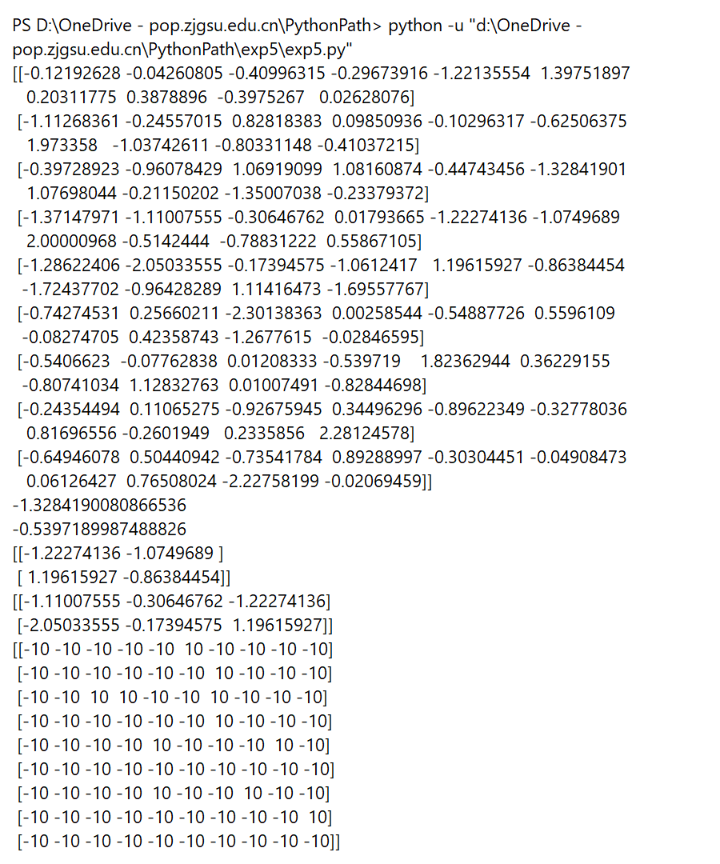 PS D:\OneDrive - pop.zjgsu.edu.cn\PythonPath> python -u "d:\OneDrive -
pop.zjgsu.edu.cn\PythonPath\exp5\exp5.py"
[[-0.12192628 -0.04260805 -0.40996315 -0.29673916 -1.22135554  1.39751897
   0.20311775  0.3878896  -0.3975267   0.02628076]
 [-1.11268361 -0.24557015  0.82818383  0.09850936 -0.10296317 -0.62506375
   1.973358   -1.03742611 -0.80331148 -0.41037215]
 [-0.39728923 -0.96078429  1.06919099  1.08160874 -0.44743456 -1.32841901
   1.07698044 -0.21150202 -1.35007038 -0.23379372]
 [-1.37147971 -1.11007555 -0.30646762  0.01793665 -1.22274136 -1.0749689
   2.00000968 -0.5142444  -0.78831222  0.55867105]
 [-1.28622406 -2.05033555 -0.17394575 -1.0612417   1.19615927 -0.86384454
  -1.72437702 -0.96428289  1.11416473 -1.69557767]
 [-0.74274531  0.25660211 -2.30138363  0.00258544 -0.54887726  0.5596109
  -0.08274705  0.42358743 -1.2677615  -0.02846595]
 [-0.5406623  -0.07762838  0.01208333 -0.539719    1.82362944  0.36229155
  -0.80741034  1.12832763  0.01007491 -0.82844698]
 [-0.24354494  0.11065275 -0.92675945  0.34496296 -0.89622349 -0.32778036
   0.81696556 -0.2601949   0.2335856   2.28124578]
 [-0.64946078  0.50440942 -0.73541784  0.89288997 -0.30304451 -0.04908473
   0.06126427  0.76508024 -2.22758199 -0.02069459]]
-1.3284190080866536
-0.5397189987488826
[[-1.22274136 -1.0749689 ]
 [ 1.19615927 -0.86384454]]
[[-1.11007555 -0.30646762 -1.22274136]
 [-2.05033555 -0.17394575  1.19615927]]
[[-10 -10 -10 -10 -10  10 -10 -10 -10 -10]
 [-10 -10 -10 -10 -10 -10  10 -10 -10 -10]
 [-10 -10  10  10 -10 -10  10 -10 -10 -10]
 [-10 -10 -10 -10 -10 -10  10 -10 -10 -10]
 [-10 -10 -10 -10  10 -10 -10 -10  10 -10]
 [-10 -10 -10 -10 -10 -10 -10 -10 -10 -10]
 [-10 -10 -10 -10  10 -10 -10  10 -10 -10]
 [-10 -10 -10 -10 -10 -10 -10 -10 -10  10]
 [-10 -10 -10 -10 -10 -10 -10 -10 -10 -10]]